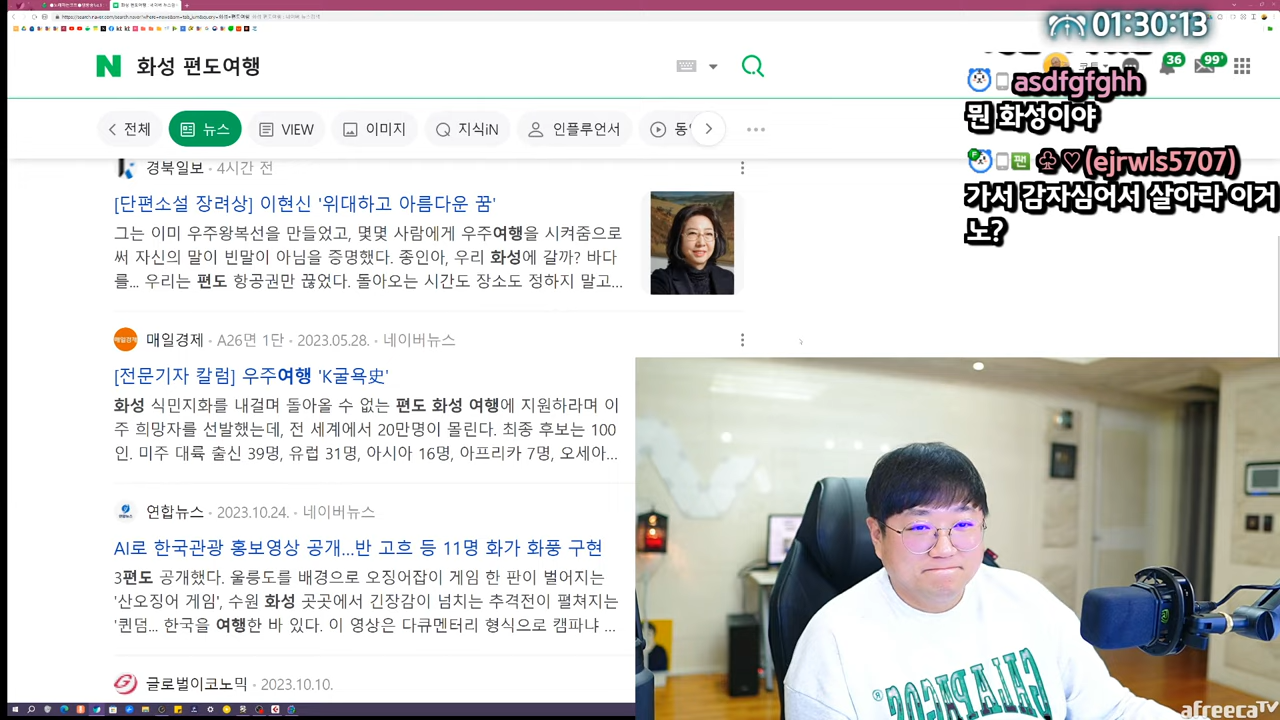 01:30:13
N 화성 편도여행
36
99+
asdfgfghh
뭔 화성이야
짼 ♧♡(ejrwls5707)
가서 감자심어서 살아라 이거
노?
전체 뉴스 VIEW 이미지 지식iN 인플루언서
경북일보 · 4시간 전
[단편소설 장려상] 이현신 '위대하고 아름다운 꿈'
그는 이미 우주왕복선을 만들었고, 몇몇 사람에게 우주여행을 시켜줌으로
써 자신의 말이 빈말이 아님을 증명했다. 종인아, 우리 화성에 갈까? 바다
를... 우리는 편도 항공권만 끊었다. 돌아오는 시간도 장소도 정하지 말고...
매일경제 · A26면 1단 · 2023.05.28. · 네이버뉴스
[전문기자 칼럼] 우주여행 'K굴욕史'
화성 식민지화를 내걸며 돌아올 수 없는 편도 화성 여행에 지원하라며 이
주 희망자를 선발했는데, 전 세계에서 20만명이 몰린다. 최종 후보는 100
인. 미주 대륙 출신 39명, 유럽 31명, 아시아 16명, 아프리카 7명, 오세아...
연합뉴스 · 2023.10.24. · 네이버뉴스
AI로 한국관광 홍보영상 공개...반 고흐 등 11명 화가 화풍 구현
3편도 공개했다. 울릉도를 배경으로 오징어잡이 게임 한 판이 벌어지는
'산오징어 게임', 수원 화성 곳곳에서 긴장감이 넘치는 추격전이 펼쳐지는
'퀸덤... 한국을 여행한 바 있다. 이 영상은 다큐멘터리 형식으로 캠파냐 ...
글로벌이코노믹 · 2023.10.10.
GALAPAGOS
afreecaTV